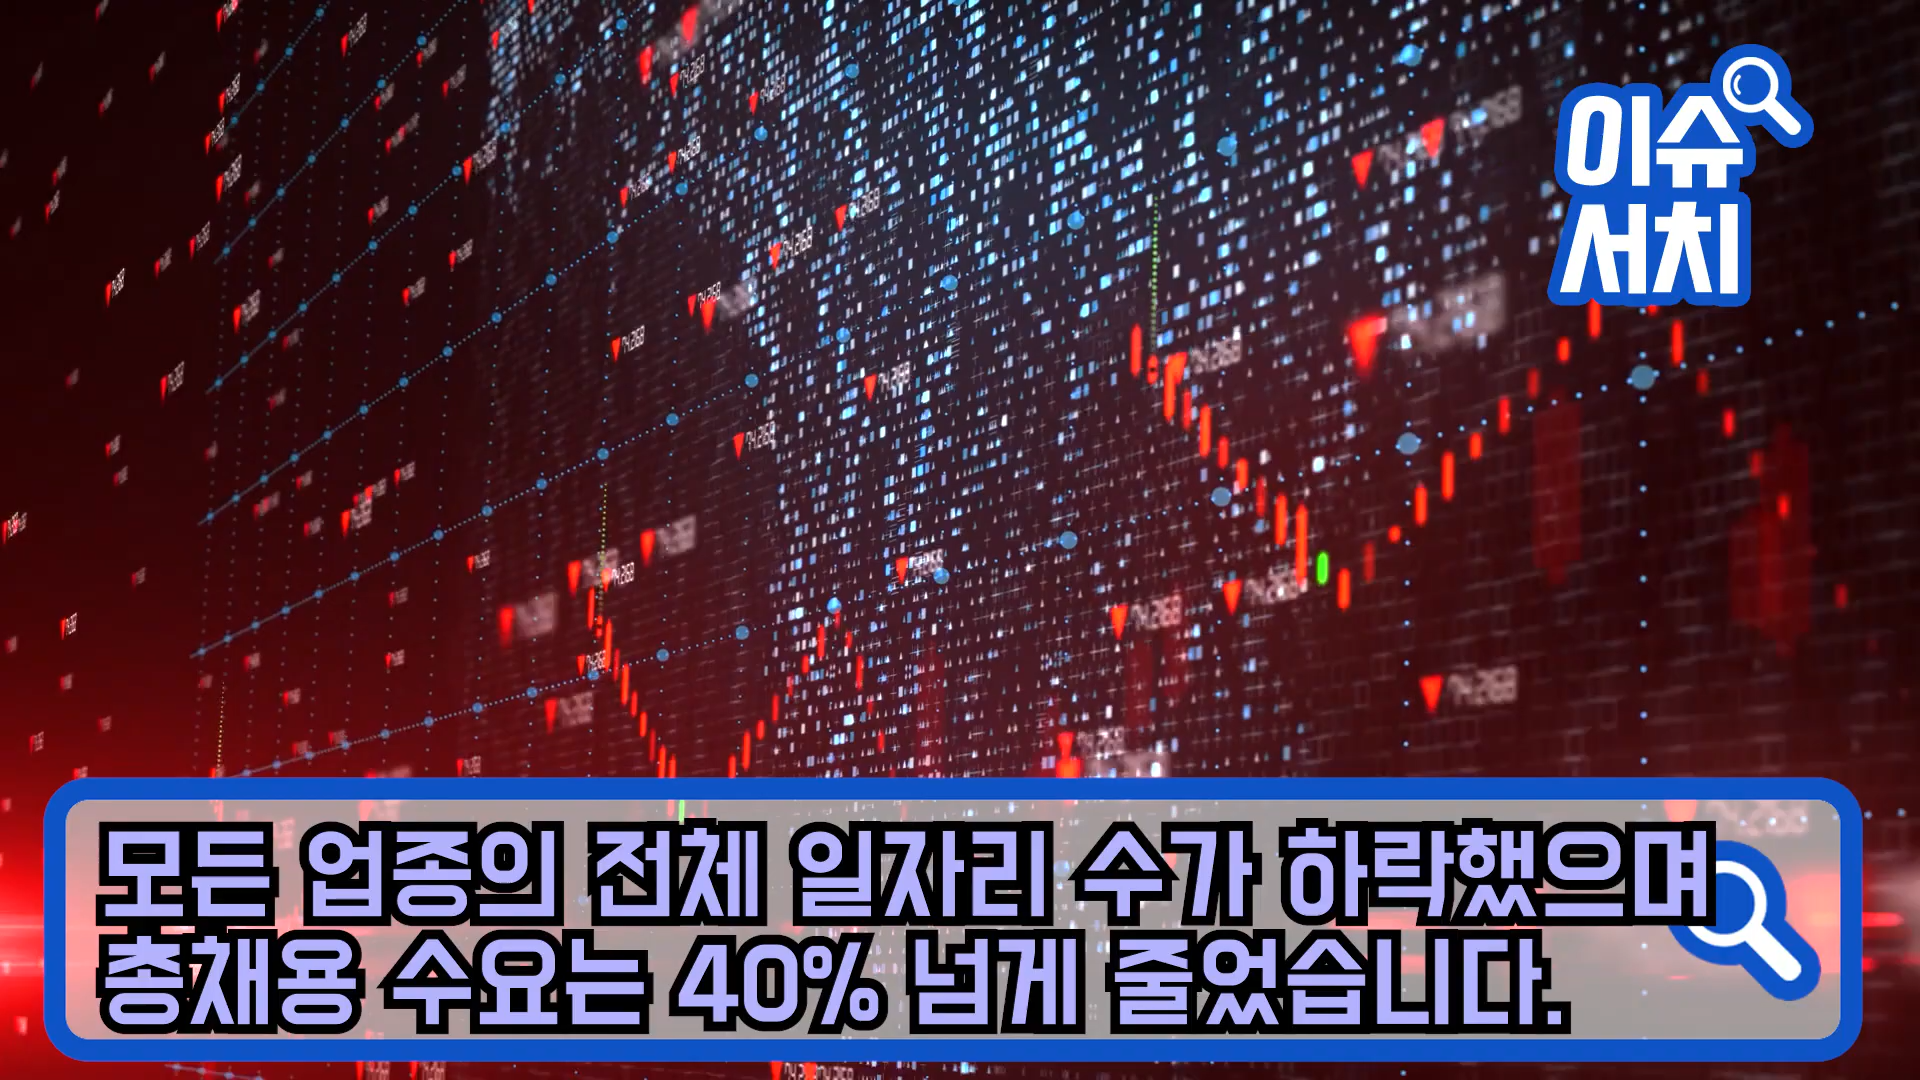 이슈
서치
모든 업종의 전체 일자리 수가 하락했으며
총채용 수요는 40% 넘게 줄었습니다.